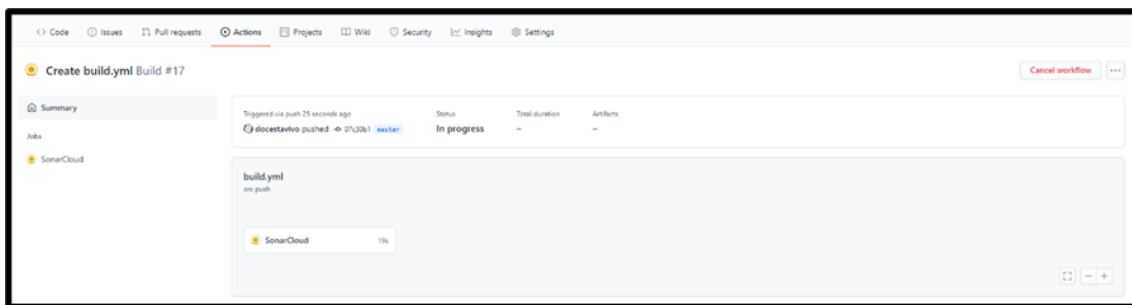 Code Issues Pull requests Actions Projects Wiki Security Insights Settings
Create build.yml Build #17
Cancel workflow
Summary
Jobs
SonarCloud
Triggered via push 25 seconds ago
docestavivo pushed 07c30b1 master
Status
In progress
Total duration
–
Artifacts
–
build.yml
on: push
SonarCloud 19s